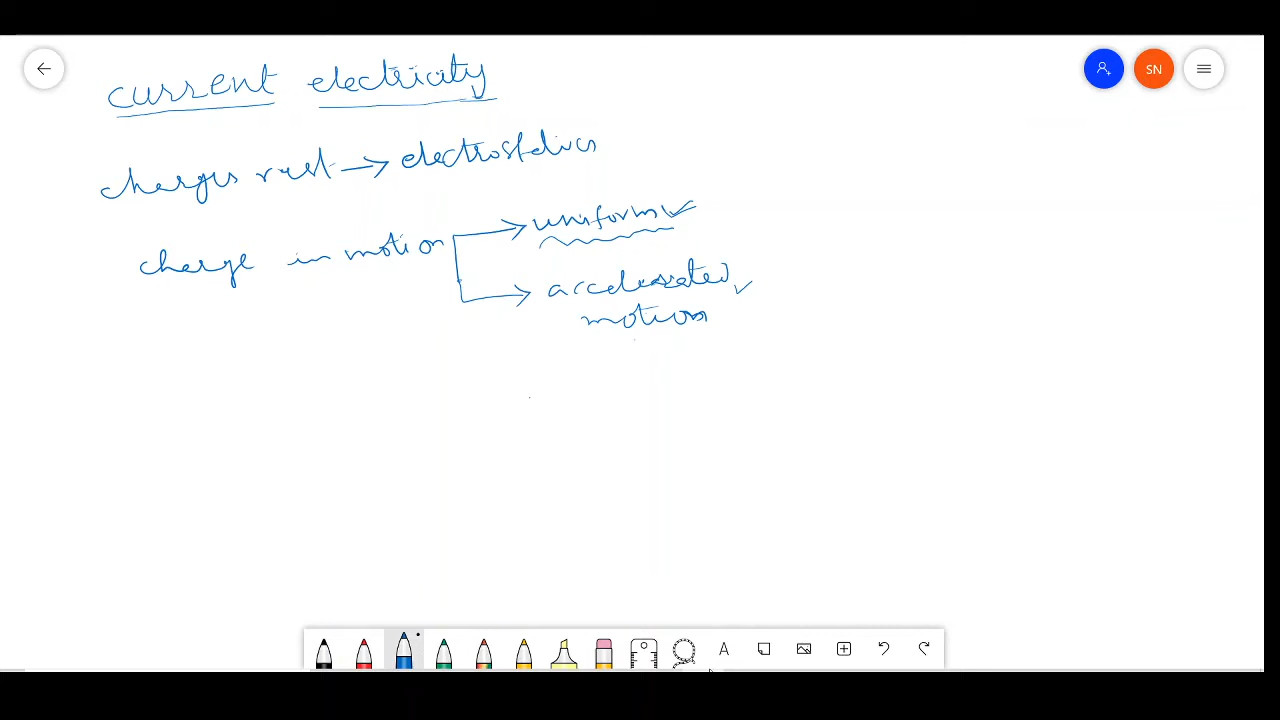 current electricity
SN
charges rest → electrostatics
charge in motion → uniform ✓
→ accelerated ✓
motion
A